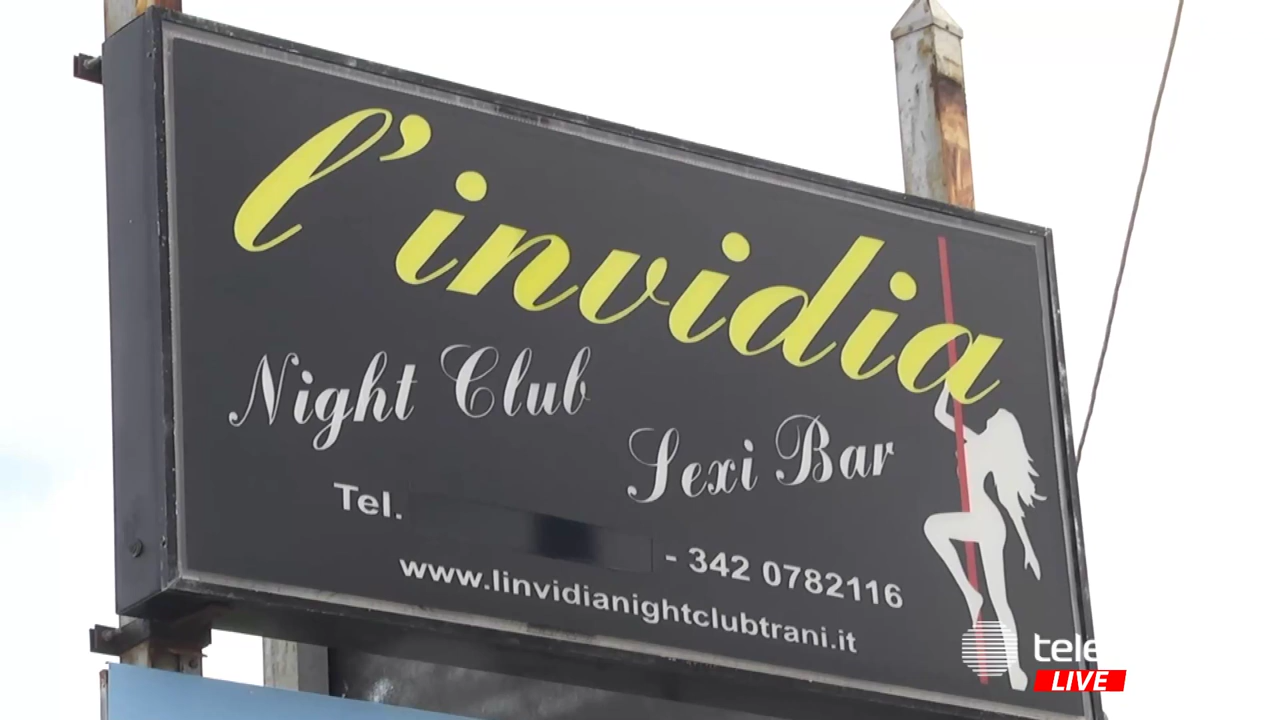 l'invidia
Night Club
Sexi Bar
Tel. - 342 0782116
www.linvidianightclubtrani.it
tele
LIVE